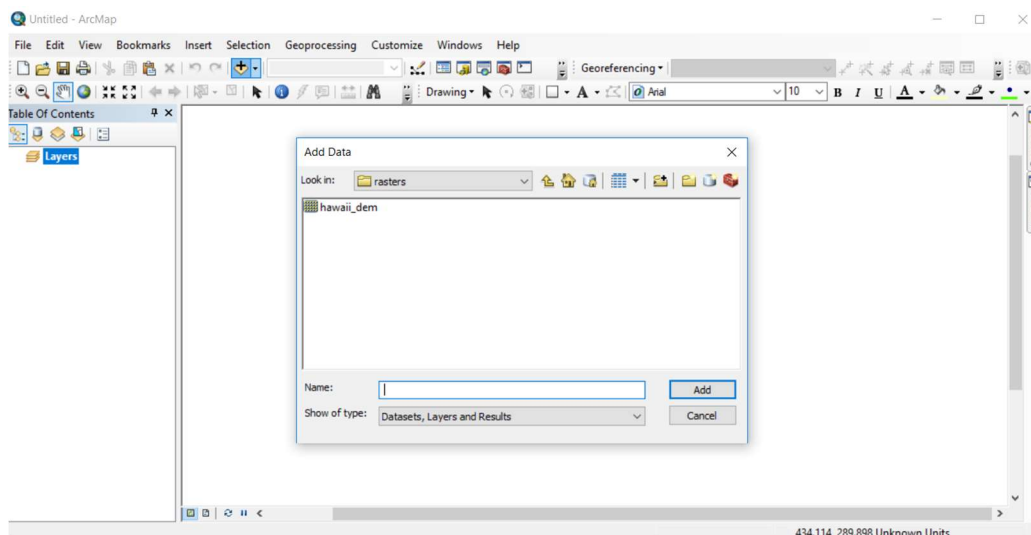 Untitled - ArcMap
File Edit View Bookmarks Insert Selection Geoprocessing Customize Windows Help
Georeferencing
Drawing A Arial 10 B I U A
Table Of Contents
Layers
Add Data
Look in: rasters
hawaii_dem
Name: Add
Show of type: Datasets, Layers and Results Cancel
434.114 289.898 Unknown Units